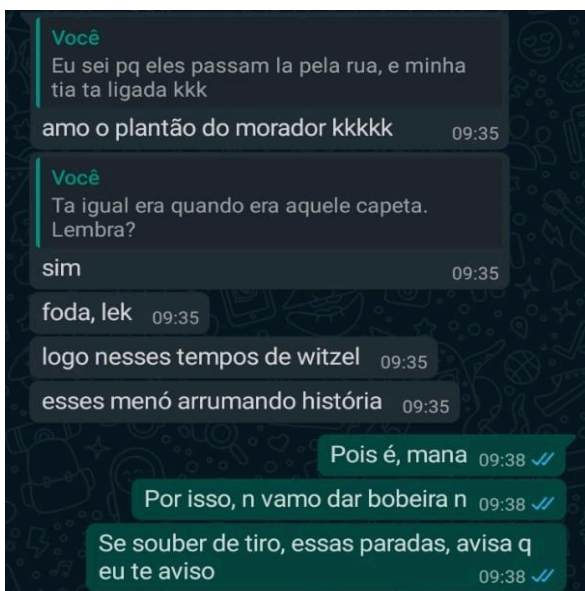 Você
Eu sei pq eles passam la pela rua, e minha
tia ta ligada kkk
amo o plantão do morador kkkkk 09:35
Você
Ta igual era quando era aquele capeta.
Lembra?
sim 09:35
foda, lek 09:35
logo nesses tempos de witzel 09:35
esses menó arrumando história 09:35
Pois é, mana 09:38
Por isso, n vamo dar bobeira n 09:38
Se souber de tiro, essas paradas, avisa q
eu te aviso 09:38